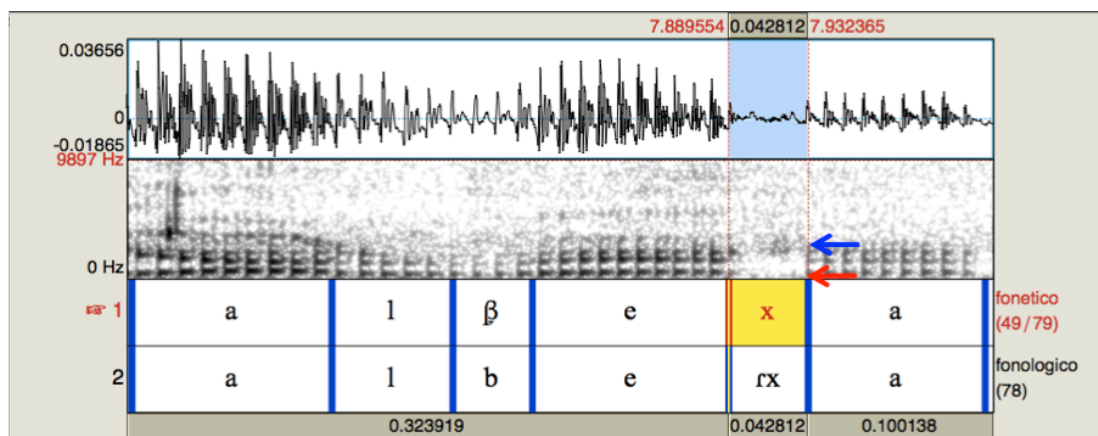 7.889554 0.042812 7.932365
0.03656
0
-0.01865
9897 Hz
0 Hz
☞ 1 a l β̞ e x a fonetico (49/79)
2 a l b e ɾx a fonologico (78)
0.323919 0.042812 0.100138